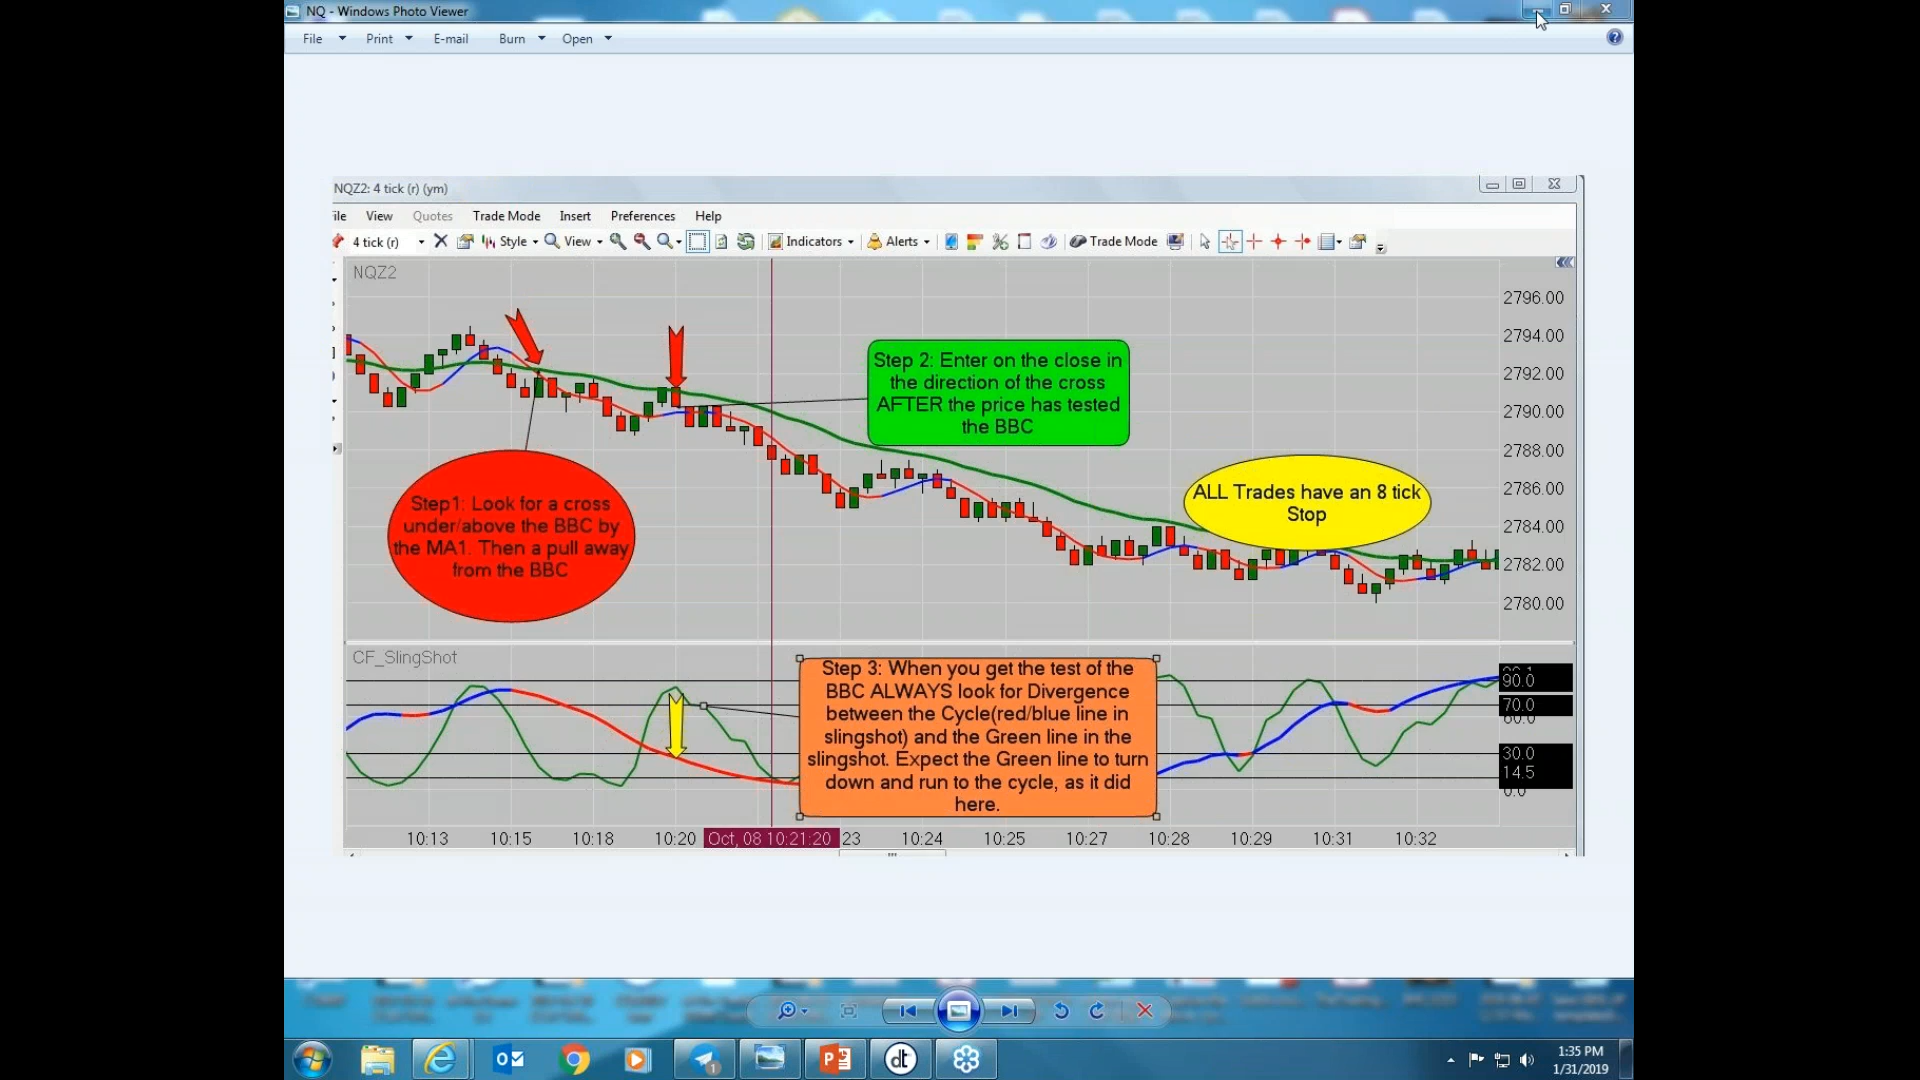 NQ - Windows Photo Viewer
File Print E-mail Burn Open
NQZ2: 4 tick (r) (ym)
ile View Quotes Trade Mode Insert Preferences Help
4 tick (r) Style View Indicators Alerts Trade Mode
NQZ2
2796.00
2794.00
2792.00
2790.00
2788.00
2786.00
2784.00
2782.00
2780.00
Step 2: Enter on the close in
the direction of the cross
AFTER the price has tested
the BBC
Step1: Look for a cross
under/above the BBC by
the MA1. Then a pull away
from the BBC
ALL Trades have an 8 tick
Stop
CF_SlingShot
Step 3: When you get the test of the
BBC ALWAYS look for Divergence
between the Cycle(red/blue line in
slingshot) and the Green line in the
slingshot. Expect the Green line to turn
down and run to the cycle, as it did
here.
90.0
70.0
60.0
30.0
14.5
0.0
10:13 10:15 10:18 10:20 Oct, 08 10:21:20 23 10:24 10:25 10:27 10:28 10:29 10:31 10:32
1:35 PM
1/31/2019